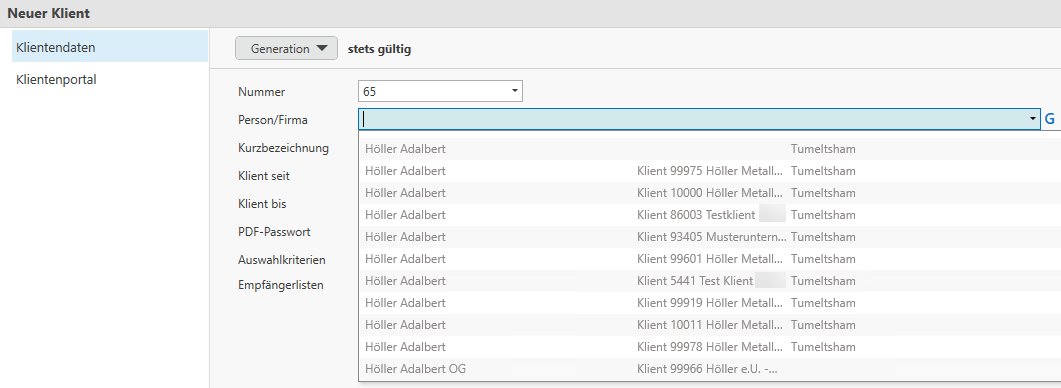 Neuer Klient
Klientendaten
Klientenportal
Generation stets gültig
Nummer 65
Person/Firma G
Kurzbezeichnung
Klient seit
Klient bis
PDF-Passwort
Auswahlkriterien
Empfängerlisten
Höller Adalbert Tumeltsham
Höller Adalbert Klient 99975 Höller Metall... Tumeltsham
Höller Adalbert Klient 10000 Höller Metall... Tumeltsham
Höller Adalbert Klient 86003 Testklient Tumeltsham
Höller Adalbert Klient 93405 Musteruntern... Tumeltsham
Höller Adalbert Klient 99601 Höller Metall... Tumeltsham
Höller Adalbert Klient 5441 Test Klient Tumeltsham
Höller Adalbert Klient 99919 Höller Metall... Tumeltsham
Höller Adalbert Klient 10011 Höller Metall... Tumeltsham
Höller Adalbert Klient 99978 Höller Metall... Tumeltsham
Höller Adalbert OG Klient 99966 Höller e.U. -...